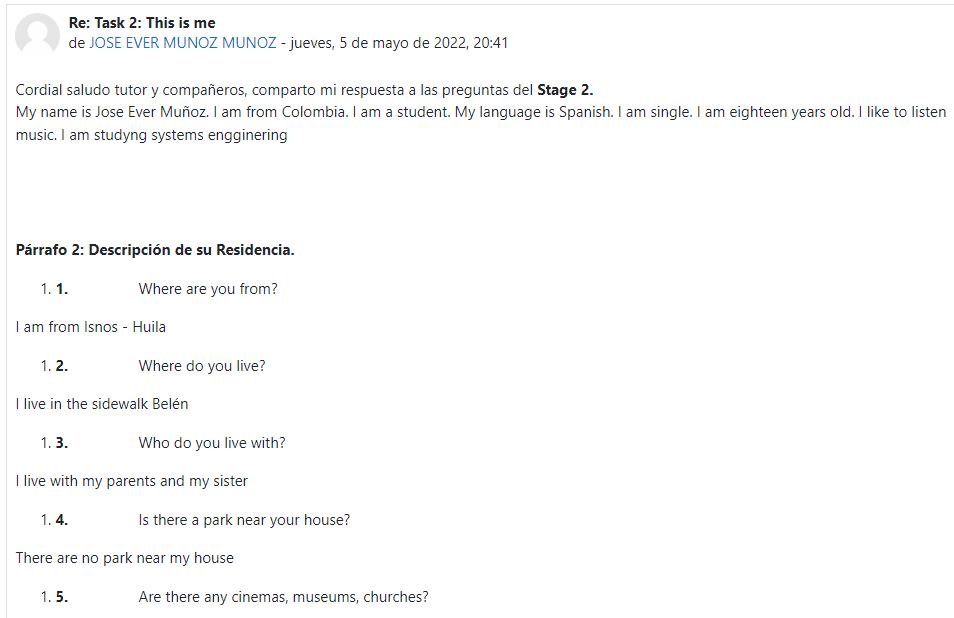 Re: Task 2: This is me
de JOSE EVER MUNOZ MUNOZ - jueves, 5 de mayo de 2022, 20:41
Cordial saludo tutor y compañeros, comparto mi respuesta a las preguntas del Stage 2.
My name is Jose Ever Muñoz. I am from Colombia. I am a student. My language is Spanish. I am single. I am eighteen years old. I like to listen
music. I am studyng systems engginering
Párrafo 2: Descripción de su Residencia.
1. 1. Where are you from?
I am from Isnos - Huila
1. 2. Where do you live?
I live in the sidewalk Belén
1. 3. Who do you live with?
I live with my parents and my sister
1. 4. Is there a park near your house?
There are no park near my house
1. 5. Are there any cinemas, museums, churches?